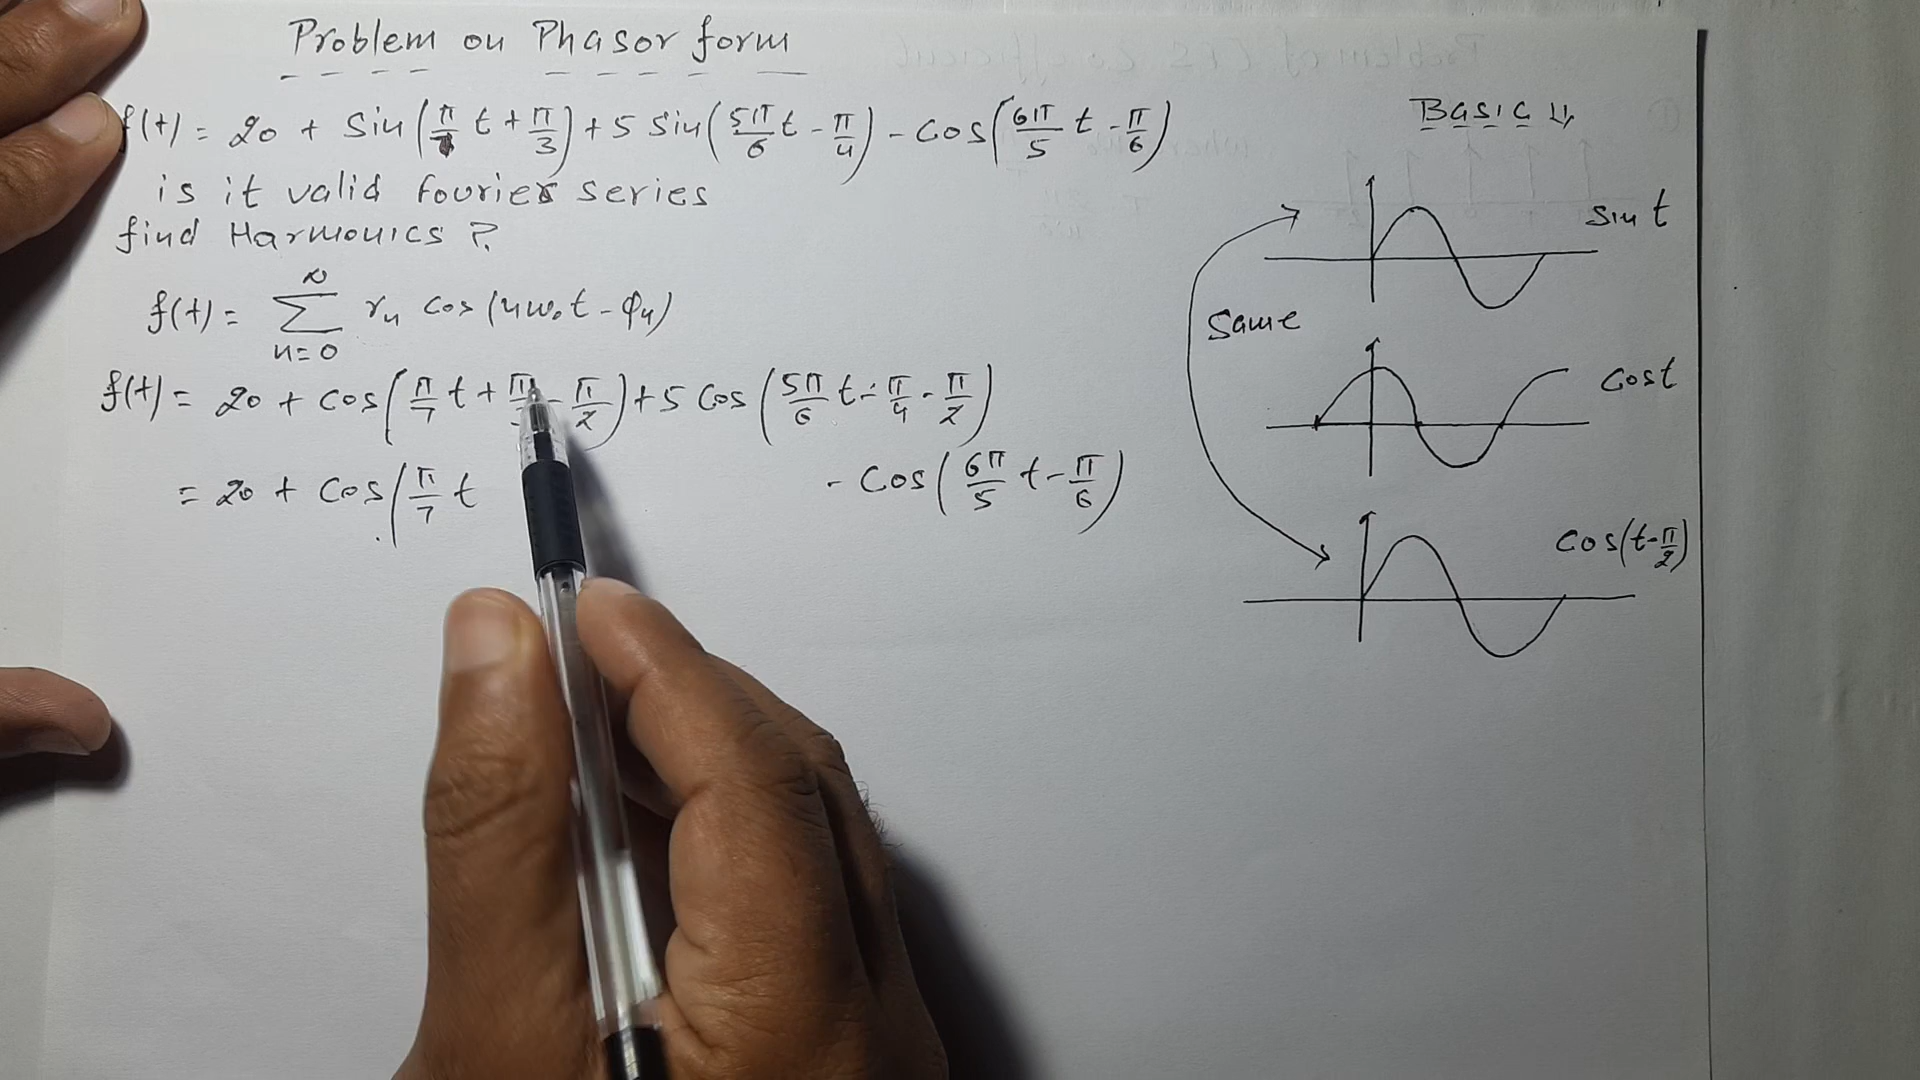 Problem on Phasor form
f(t) = 20 + Sin(π/7 t + π/3) + 5 Sin(5π/6 t - π/4) - Cos(6π/5 t - π/6)
is it valid fourier series
find Harmonics ?
f(t) = ∞ Σ n=0 rn cos(nω₀t - φn)
f(t) = 20 + cos(π/7 t + π - π/2) + 5 Cos(5π/6 t - π/4 - π/2)
- Cos(6π/5 t - π/6)
= 20 + Cos(π/7 t
Basic
Sin t
Same
Cost
Cos(t-π/2)